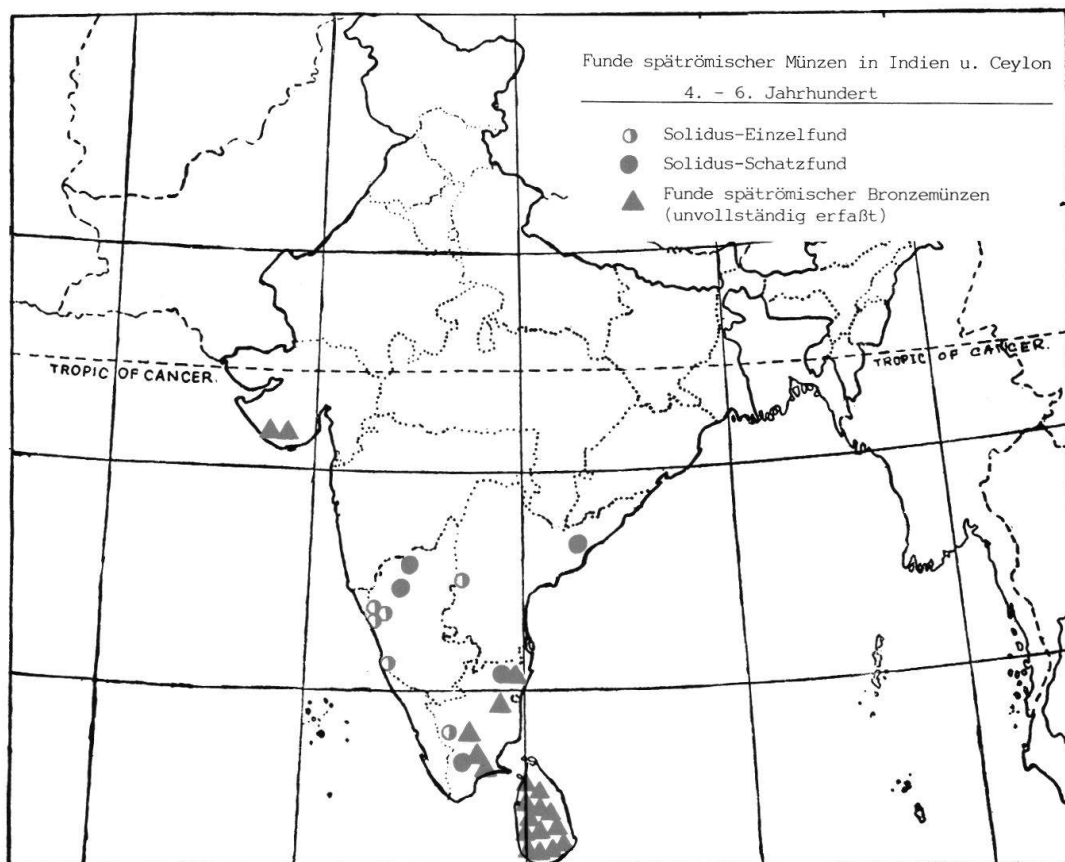 Funde spätrömischer Münzen in Indien u. Ceylon
4. - 6. Jahrhundert
Solidus-Einzelfund
Solidus-Schatzfund
Funde spätrömischer Bronzemünzen
(unvollständig erfaßt)
TROPIC OF CANCER.
TROPIC OF CANCER.